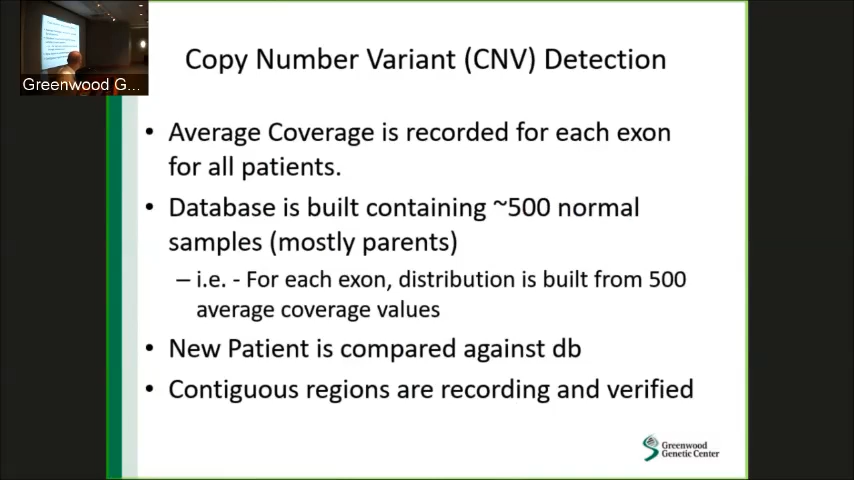 Greenwood G...
Copy Number Variant (CNV) Detection
• Average Coverage is recorded for each exon
for all patients.
• Database is built containing ~500 normal
samples (mostly parents)
– i.e. - For each exon, distribution is built from 500
average coverage values
• New Patient is compared against db
• Contiguous regions are recording and verified
Greenwood
Genetic Center